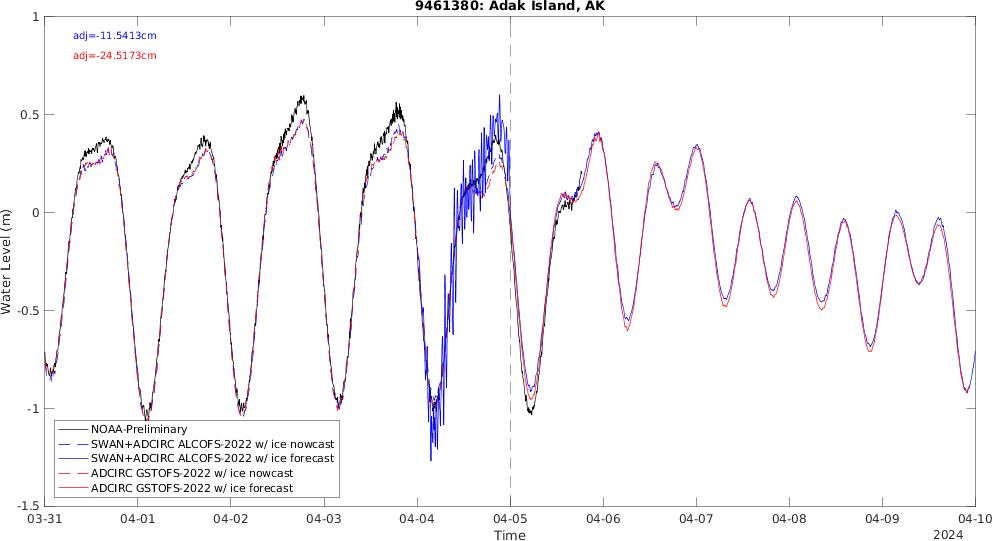 9461380: Adak Island, AK
adj=-11.5413cm
adj=-24.5173cm
1
0.5
0
-0.5
-1
-1.5
Water Level (m)
NOAA-Preliminary
SWAN+ADCIRC ALCOFS-2022 w/ ice nowcast
SWAN+ADCIRC ALCOFS-2022 w/ ice forecast
ADCIRC GSTOFS-2022 w/ ice nowcast
ADCIRC GSTOFS-2022 w/ ice forecast
03-31 04-01 04-02 04-03 04-04 04-05 04-06 04-07 04-08 04-09 04-10
Time
2024